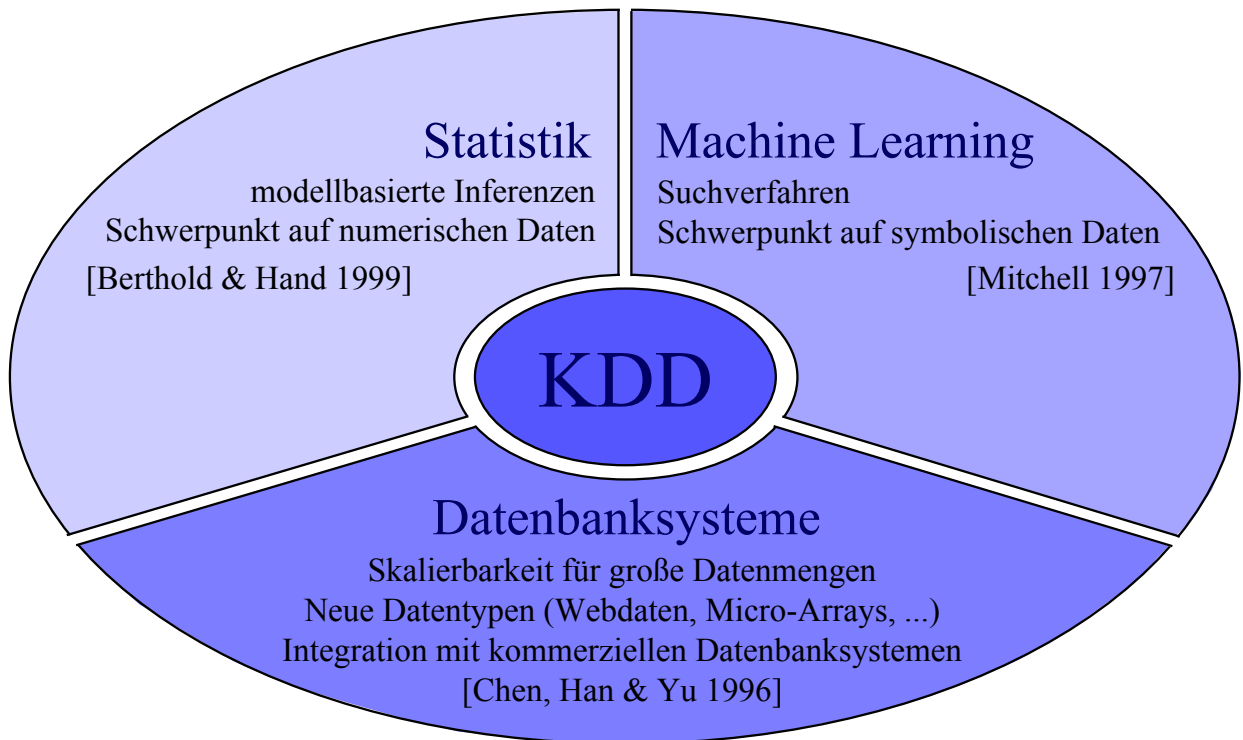 Statistik
modellbasierte Inferenzen
Schwerpunkt auf numerischen Daten
[Berthold & Hand 1999]
Machine Learning
Suchverfahren
Schwerpunkt auf symbolischen Daten
[Mitchell 1997]
KDD
Datenbanksysteme
Skalierbarkeit für große Datenmengen
Neue Datentypen (Webdaten, Micro-Arrays, ...)
Integration mit kommerziellen Datenbanksystemen
[Chen, Han & Yu 1996]